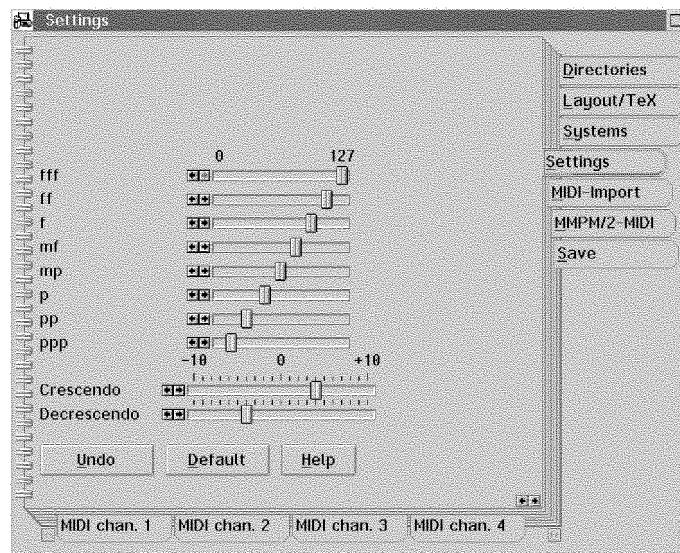 Settings
Directories
Layout/TeX
Systems
Settings
MIDI-Import
MMPM/2-MIDI
Save
0 127
fff
ff
f
mf
mp
p
pp
ppp
-10 0 +10
Crescendo
Decrescendo
Undo Default Help
MIDI chan. 1 MIDI chan. 2 MIDI chan. 3 MIDI chan. 4